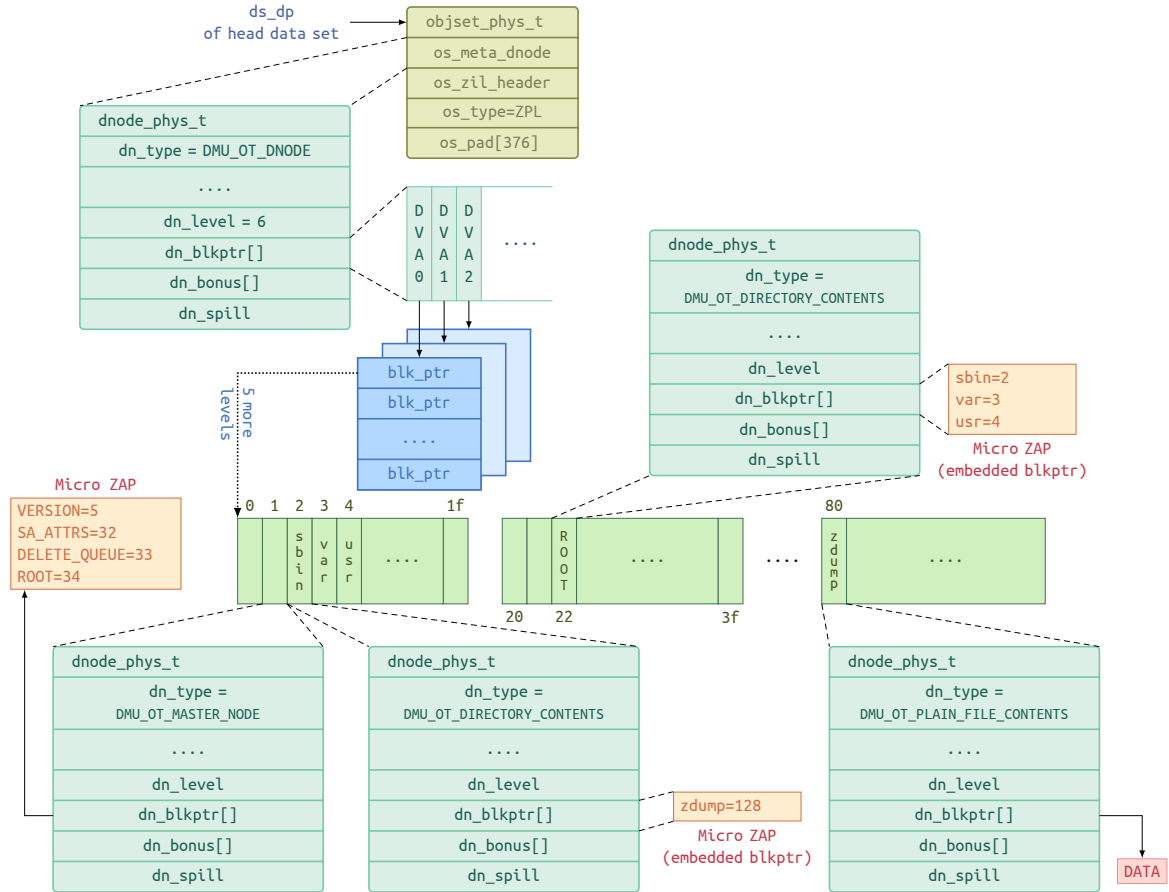 ds_dp
of head data set
objset_phys_t
os_meta_dnode
os_zil_header
os_type=ZPL
os_pad[376]
dnode_phys_t
dn_type = DMU_OT_DNODE
....
dn_level = 6
dn_blkptr[]
dn_bonus[]
dn_spill
DVA0
DVA1
DVA2
....
blk_ptr
blk_ptr
....
blk_ptr
5 more
levels
dnode_phys_t
dn_type =
DMU_OT_DIRECTORY_CONTENTS
....
dn_level
dn_blkptr[]
dn_bonus[]
dn_spill
sbin=2
var=3
usr=4
Micro ZAP
(embedded blkptr)
Micro ZAP
VERSION=5
SA_ATTRS=32
DELETE_QUEUE=33
ROOT=34
0 1 2 3 4 1f
sbin
var
usr
....
ROOT
....
20 22 3f
....
80
zdump
....
dnode_phys_t
dn_type =
DMU_OT_MASTER_NODE
....
dn_level
dn_blkptr[]
dn_bonus[]
dn_spill
dnode_phys_t
dn_type =
DMU_OT_DIRECTORY_CONTENTS
....
dn_level
dn_blkptr[]
dn_bonus[]
dn_spill
zdump=128
Micro ZAP
(embedded blkptr)
dnode_phys_t
dn_type =
DMU_OT_PLAIN_FILE_CONTENTS
....
dn_level
dn_blkptr[]
dn_bonus[]
dn_spill
DATA